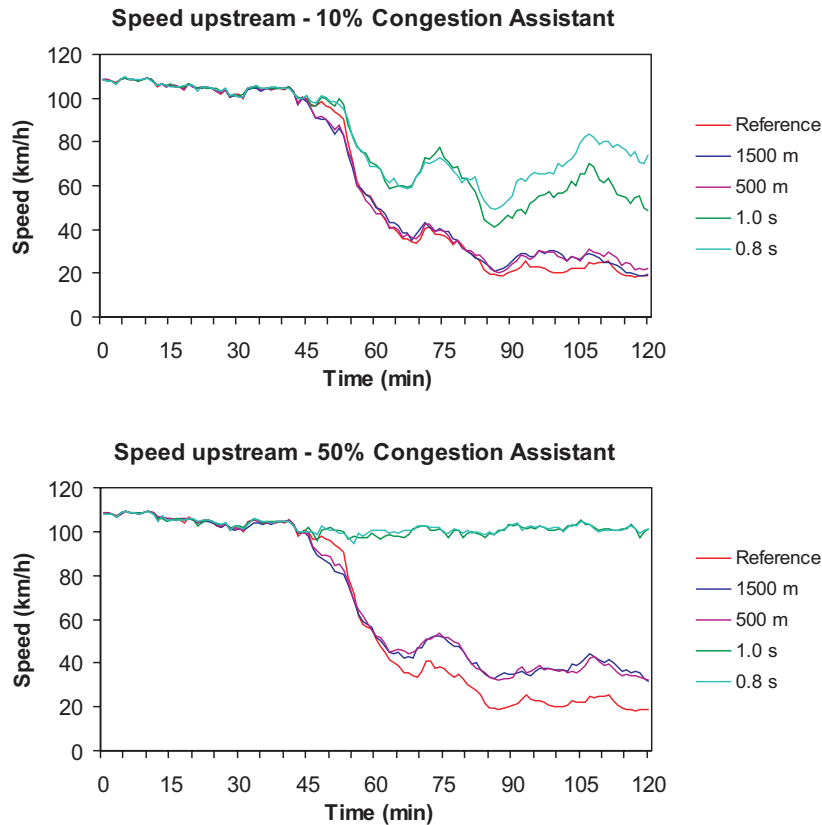 Speed upstream - 10% Congestion Assistant
120
100
80
60
40
20
0
Speed (km/h)
0 15 30 45 60 75 90 105 120
Time (min)
Reference
1500 m
500 m
1.0 s
0.8 s
Speed upstream - 50% Congestion Assistant
120
100
80
60
40
20
0
Speed (km/h)
0 15 30 45 60 75 90 105 120
Time (min)
Reference
1500 m
500 m
1.0 s
0.8 s